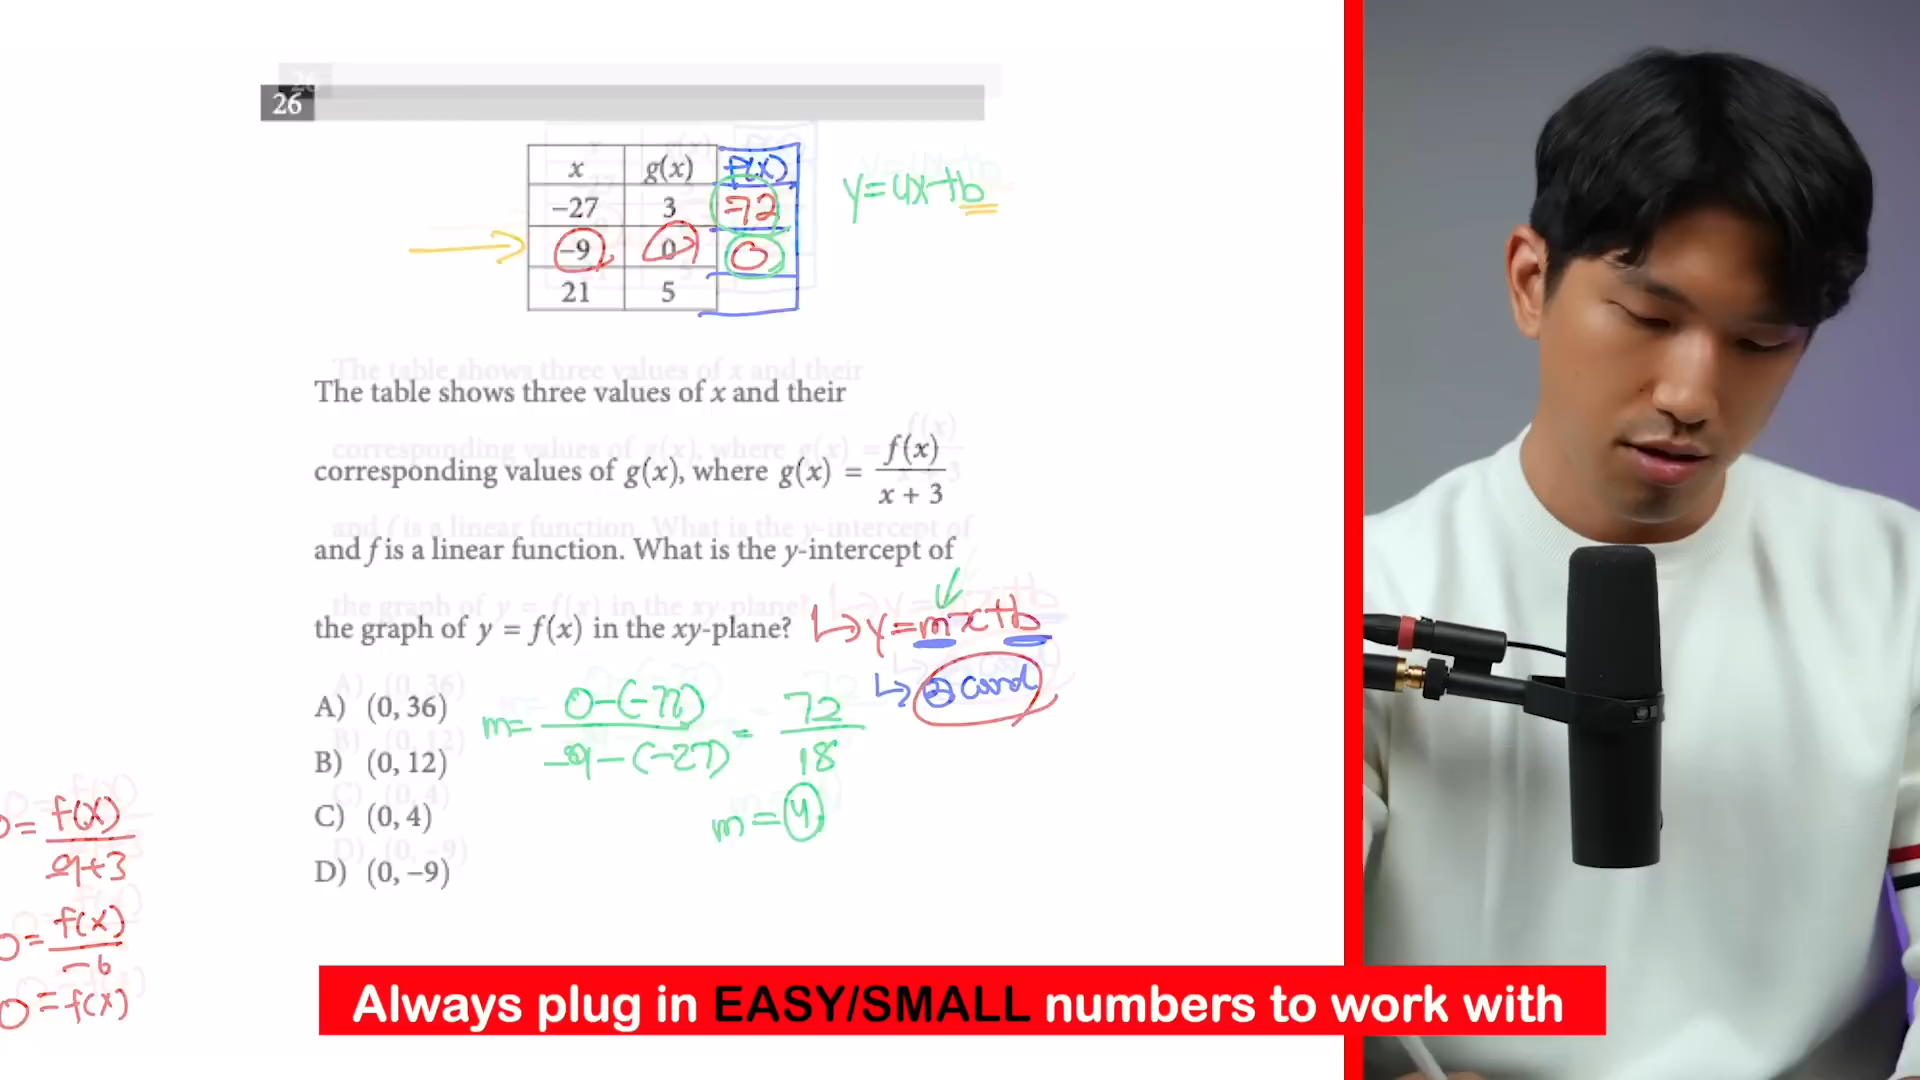 26
x g(x) f(x)
-27 3 -72
-9 0 0
21 5
y=4x+b
The table shows three values of x and their
corresponding values of g(x), where g(x) = f(x) / x + 3
and f is a linear function. What is the y-intercept of
the graph of y = f(x) in the xy-plane?
y=mx+b
② coord
A) (0, 36)
B) (0, 12)
C) (0, 4)
D) (0, -9)
m= 0-(-72) / -9-(-27) = 72 / 18
m=4
0= f(x) / -9+3
0= f(x) / -6
0=f(x)
Always plug in EASY/SMALL numbers to work with